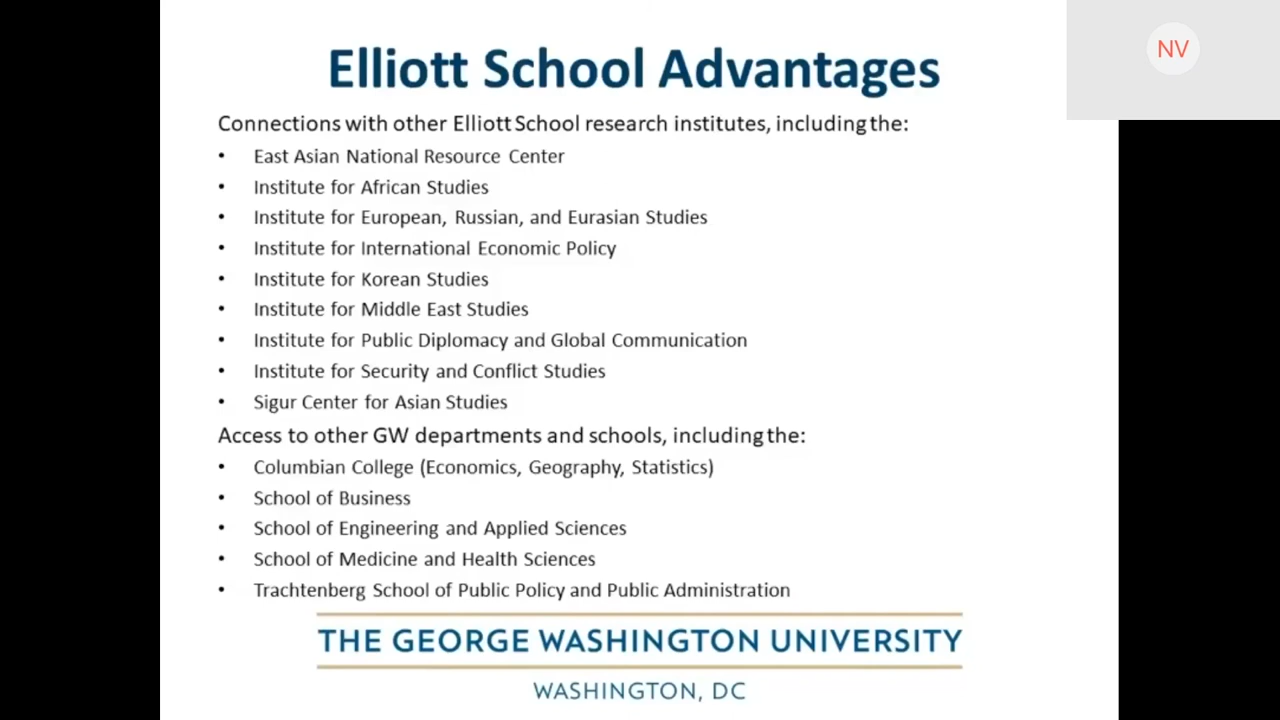 Elliott School Advantages
NV
Connections with other Elliott School research institutes, including the:
• East Asian National Resource Center
• Institute for African Studies
• Institute for European, Russian, and Eurasian Studies
• Institute for International Economic Policy
• Institute for Korean Studies
• Institute for Middle East Studies
• Institute for Public Diplomacy and Global Communication
• Institute for Security and Conflict Studies
• Sigur Center for Asian Studies
Access to other GW departments and schools, including the:
• Columbian College (Economics, Geography, Statistics)
• School of Business
• School of Engineering and Applied Sciences
• School of Medicine and Health Sciences
• Trachtenberg School of Public Policy and Public Administration
THE GEORGE WASHINGTON UNIVERSITY
WASHINGTON, DC